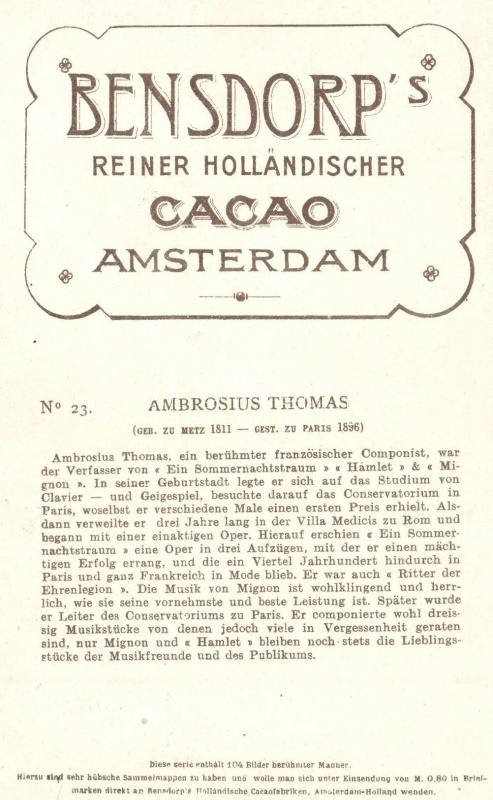 BENSDORP's
REINER HOLLÄNDISCHER
CACAO
AMSTERDAM
Nº 23. AMBROSIUS THOMAS
(GEB. ZU METZ 1811 — GEST. ZU PARIS 1896)
Ambrosius Thomas, ein berühmter französischer Componist, war
der Verfasser von « Ein Sommernachtstraum » « Hamlet » & « Mi-
gnon ». In seiner Geburtstadt legte er sich auf das Studium von
Clavier — und Geigespiel, besuchte darauf das Conservatorium in
Paris, woselbst er verschiedene Male einen ersten Preis erhielt. Als-
dann verweilte er drei Jahre lang in der Villa Medicis zu Rom und
begann mit einer einaktigen Oper. Hierauf erschien « Ein Sommer-
nachtstraum » eine Oper in drei Aufzügen, mit der er einen mäch-
tigen Erfolg errang, und die ein Viertel Jahrhundert hindurch in
Paris und ganz Frankreich in Mode blieb. Er war auch « Ritter der
Ehrenlegion ». Die Musik von Mignon ist wohlklingend und herr-
lich, wie sie seine vornehmste und beste Leistung ist. Später wurde
er Leiter des Conservatoriums zu Paris. Er componierte wohl dreis-
sig Musikstücke von denen jedoch viele in Vergessenheit geraten
sind, nur Mignon und « Hamlet » bleiben noch stets die Lieblings-
stücke der Musikfreunde und des Publikums.
Diese serie enthält 104 Bilder berühmter Männer.
Hierzu sind sehr hübsche Sammelmappen zu haben und wolle man sich unter Einsendung von M. 0,80 in Brief-
marken direkt an Bensdorp's Holländische Cacaofabriken, Amsterdam-Holland wenden.